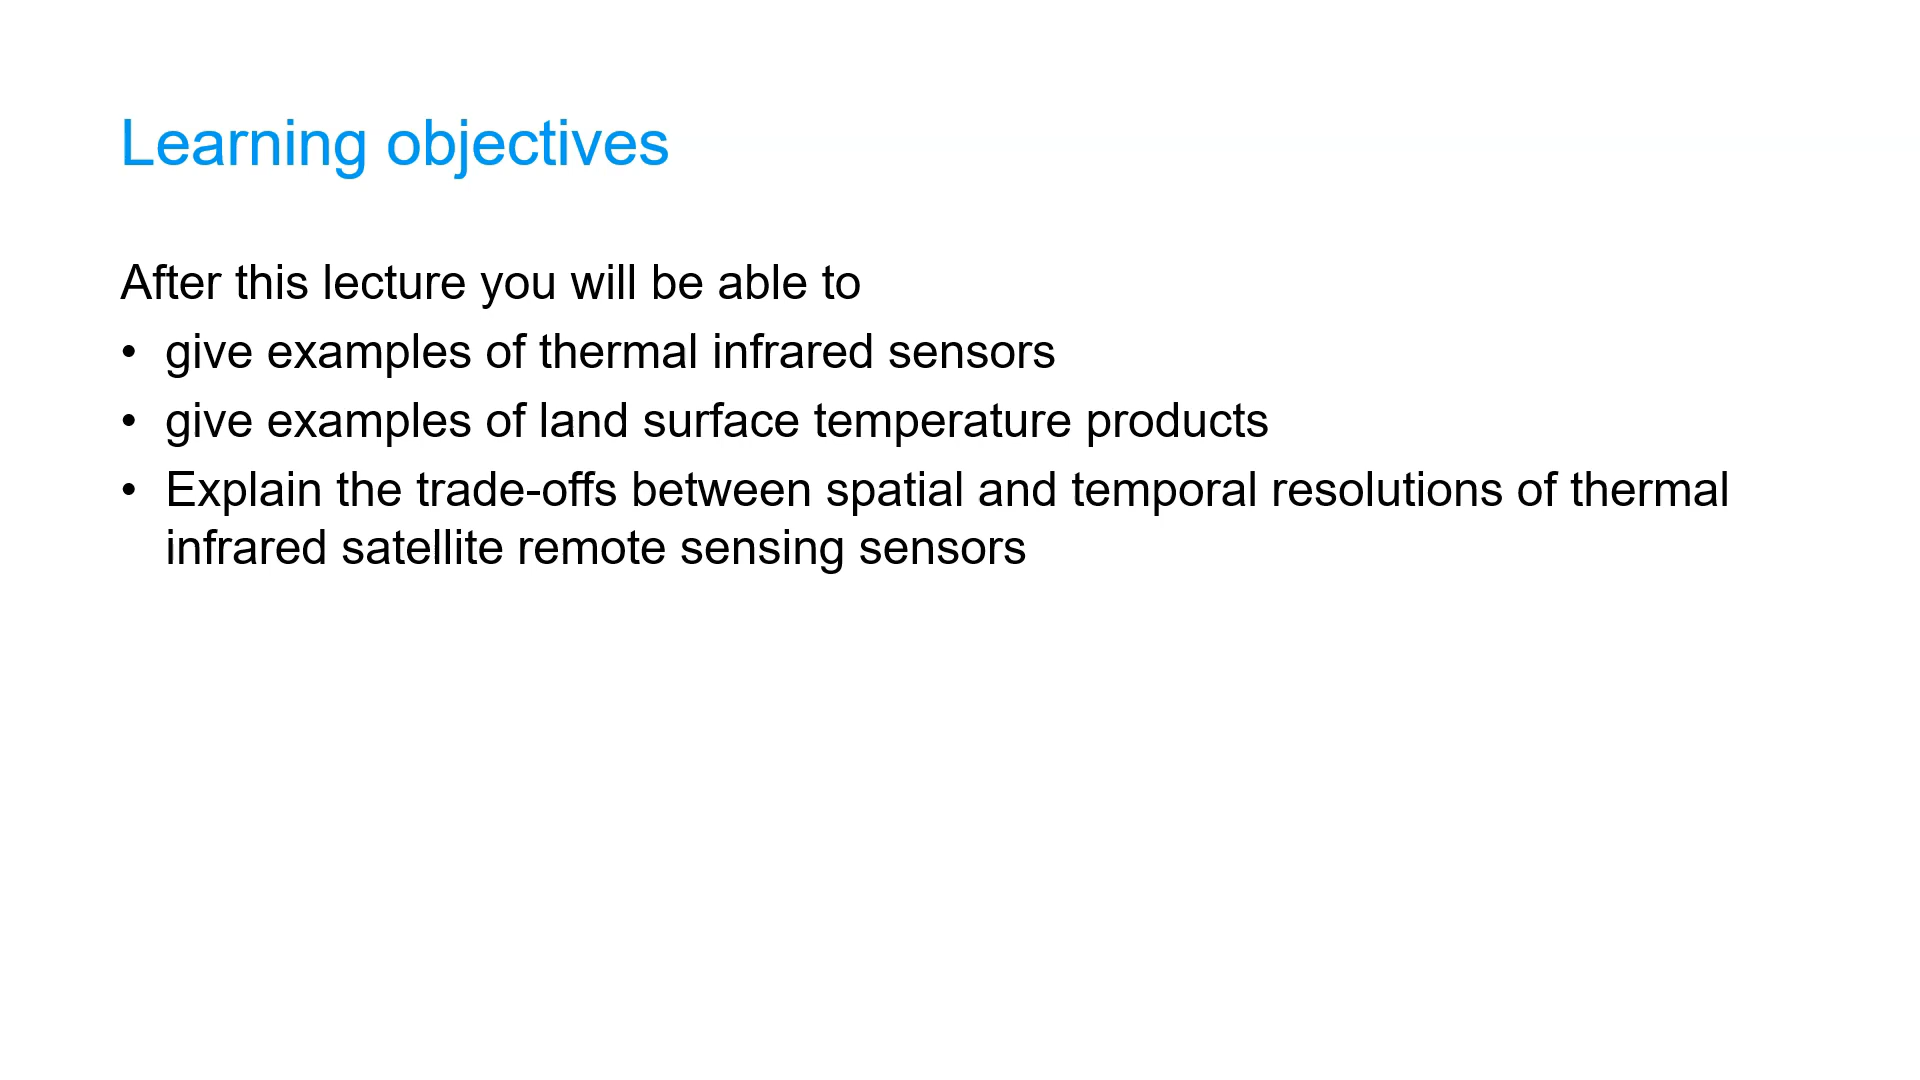 Learning objectives
After this lecture you will be able to
• give examples of thermal infrared sensors
• give examples of land surface temperature products
• Explain the trade-offs between spatial and temporal resolutions of thermal
infrared satellite remote sensing sensors